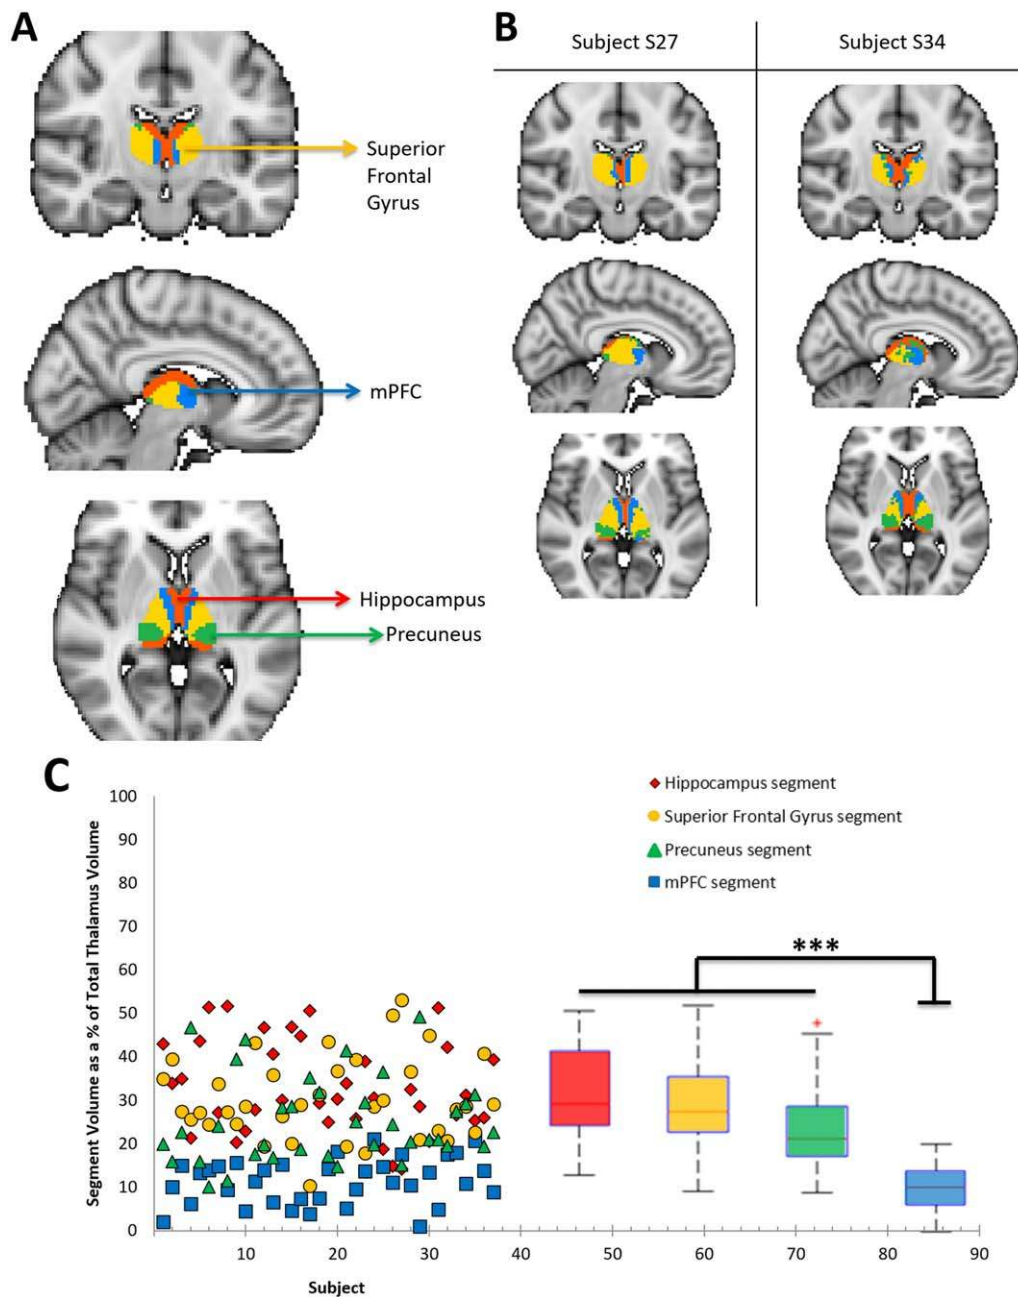 A
Superior
Frontal
Gyrus
mPFC
Hippocampus
Precuneus
B
Subject S27
Subject S34
C
Segment Volume as a % of Total Thalamus Volume
100
90
80
70
60
50
40
30
20
10
0
Hippocampus segment
Superior Frontal Gyrus segment
Precuneus segment
mPFC segment
***
10
20
30
40
50
60
70
80
90
Subject